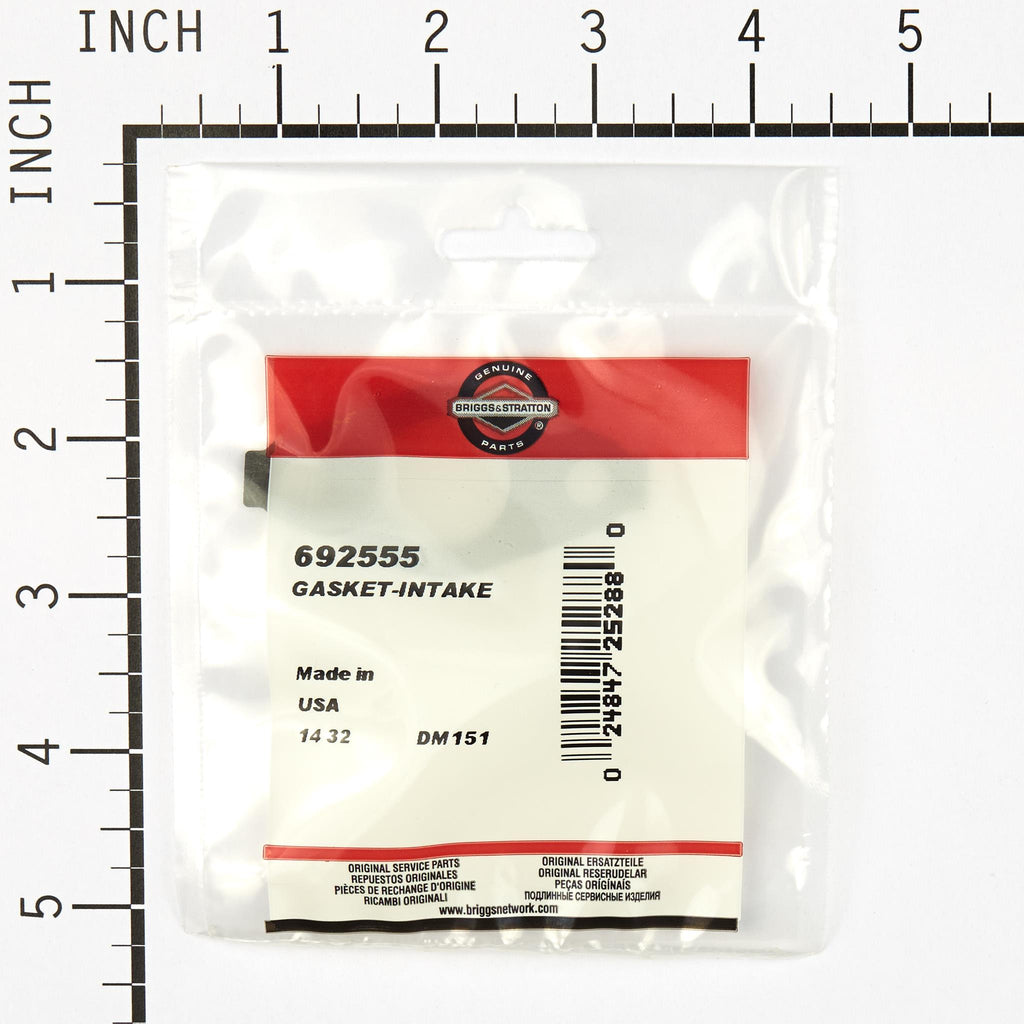 INCH 1 2 3 4 5
INCH 1 2 3 4 5
GENUINE
BRIGGS&STRATTON
®
PARTS
692555
GASKET-INTAKE
Made in
USA
14 32 DM151
0 24847 25288 0
ORIGINAL SERVICE PARTS
REPUESTOS ORIGINALES
PIÈCES DE RECHANGE D'ORIGINE
RICAMBI ORIGINALI
ORIGINAL ERSATZTEILE
ORIGINAL RESERUDELAR
PEÇAS ORIGINAIS
ПОДЛИННЫЕ СЕРВИСНЫЕ ИЗДЕЛИЯ
www.briggsnetwork.com